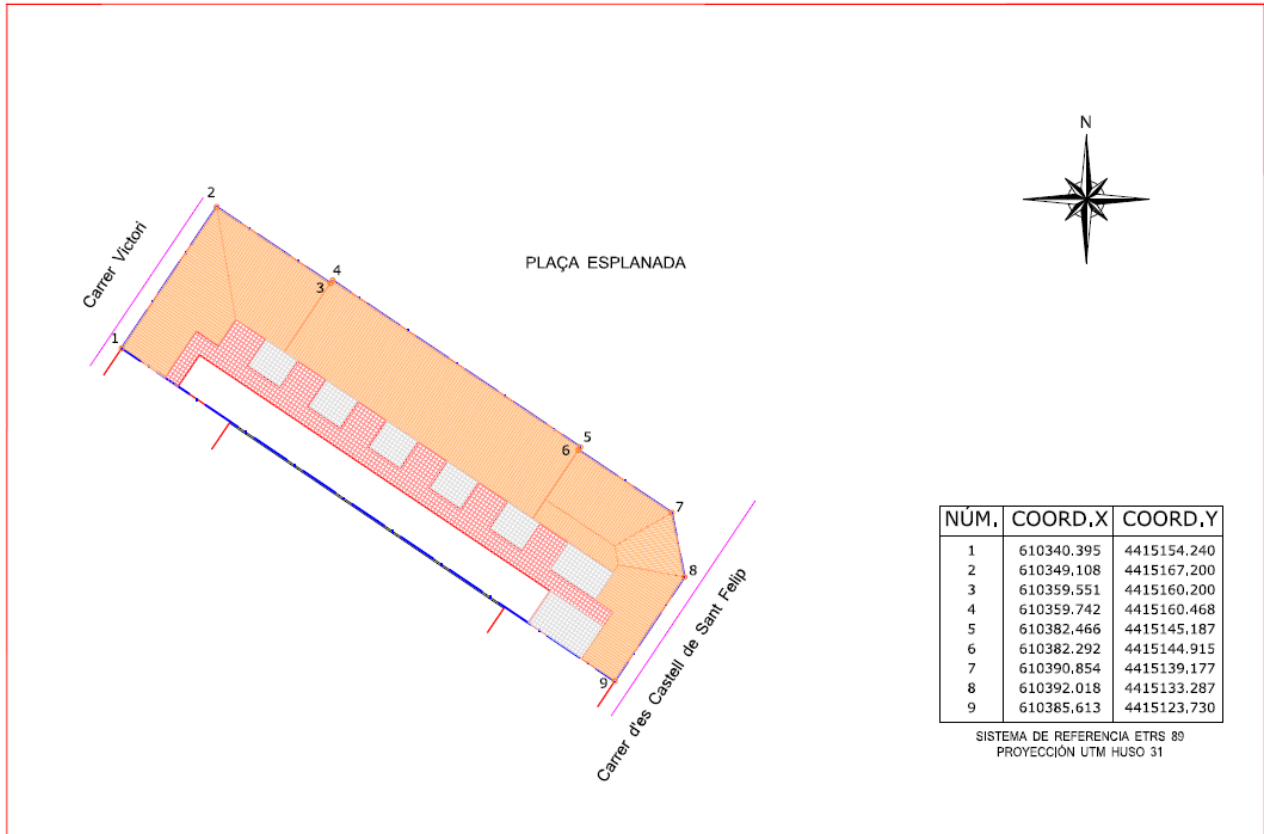 N
2
Carrer Victori
PLAÇA ESPLANADA
4
3
1
5
6
7
8
9
Carrer d'es Castell de Sant Felip
NÚM. COORD.X COORD.Y
1 610340.395 4415154.240
2 610349,108 4415167,200
3 610359,551 4415160.200
4 610359.742 4415160.468
5 610382,466 4415145,187
6 610382.292 4415144.915
7 610390,854 4415139,177
8 610392.018 4415133.287
9 610385,613 4415123,730
SISTEMA DE REFERENCIA ETRS 89
PROYECCIÓN UTM HUSO 31